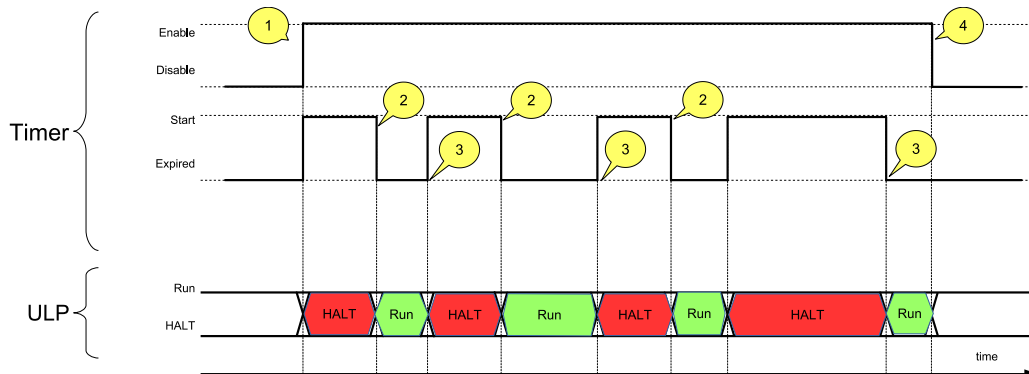 1
Enable
4
Disable
Timer
Start
2
2
2
Expired
3
3
3
ULP
Run
HALT
HALT
Run
HALT
Run
HALT
Run
HALT
Run
time